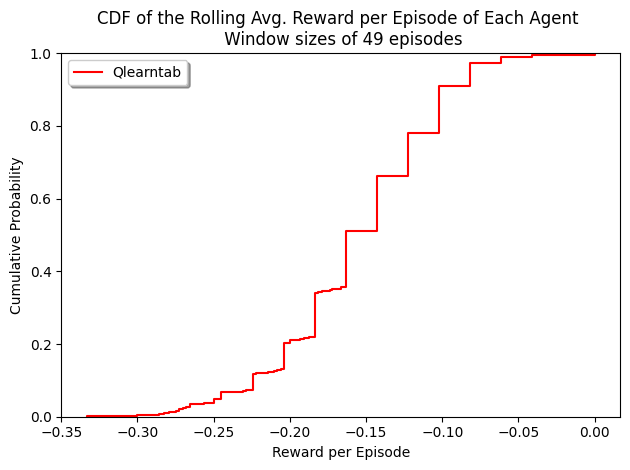 CDF of the Rolling Avg. Reward per Episode of Each Agent
Window sizes of 49 episodes
Qlearntab
1.0
0.8
0.6
0.4
0.2
0.0
Cumulative Probability
−0.35
−0.30
−0.25
−0.20
−0.15
−0.10
−0.05
0.00
Reward per Episode